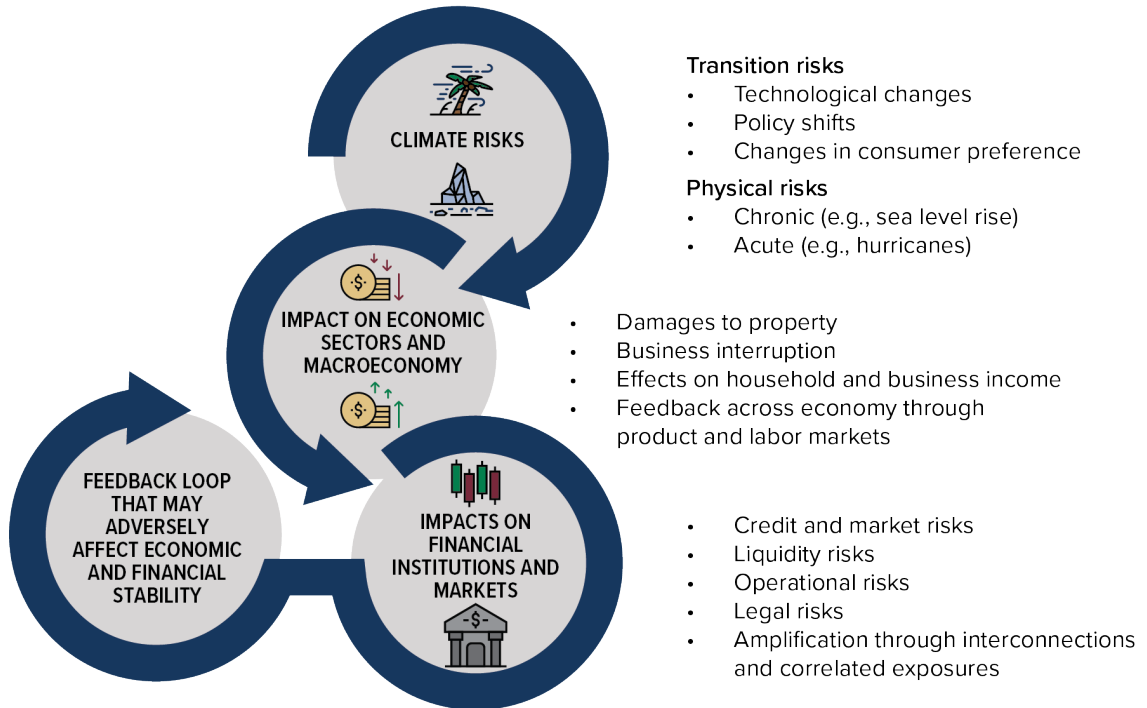 CLIMATE RISKS
Transition risks
• Technological changes
• Policy shifts
• Changes in consumer preference
Physical risks
• Chronic (e.g., sea level rise)
• Acute (e.g., hurricanes)
$
IMPACT ON ECONOMIC
SECTORS AND
MACROECONOMY
$
• Damages to property
• Business interruption
• Effects on household and business income
• Feedback across economy through
product and labor markets
IMPACTS ON
FINANCIAL
INSTITUTIONS AND
MARKETS
-$-
• Credit and market risks
• Liquidity risks
• Operational risks
• Legal risks
• Amplification through interconnections
and correlated exposures
FEEDBACK LOOP
THAT MAY
ADVERSELY
AFFECT ECONOMIC
AND FINANCIAL
STABILITY